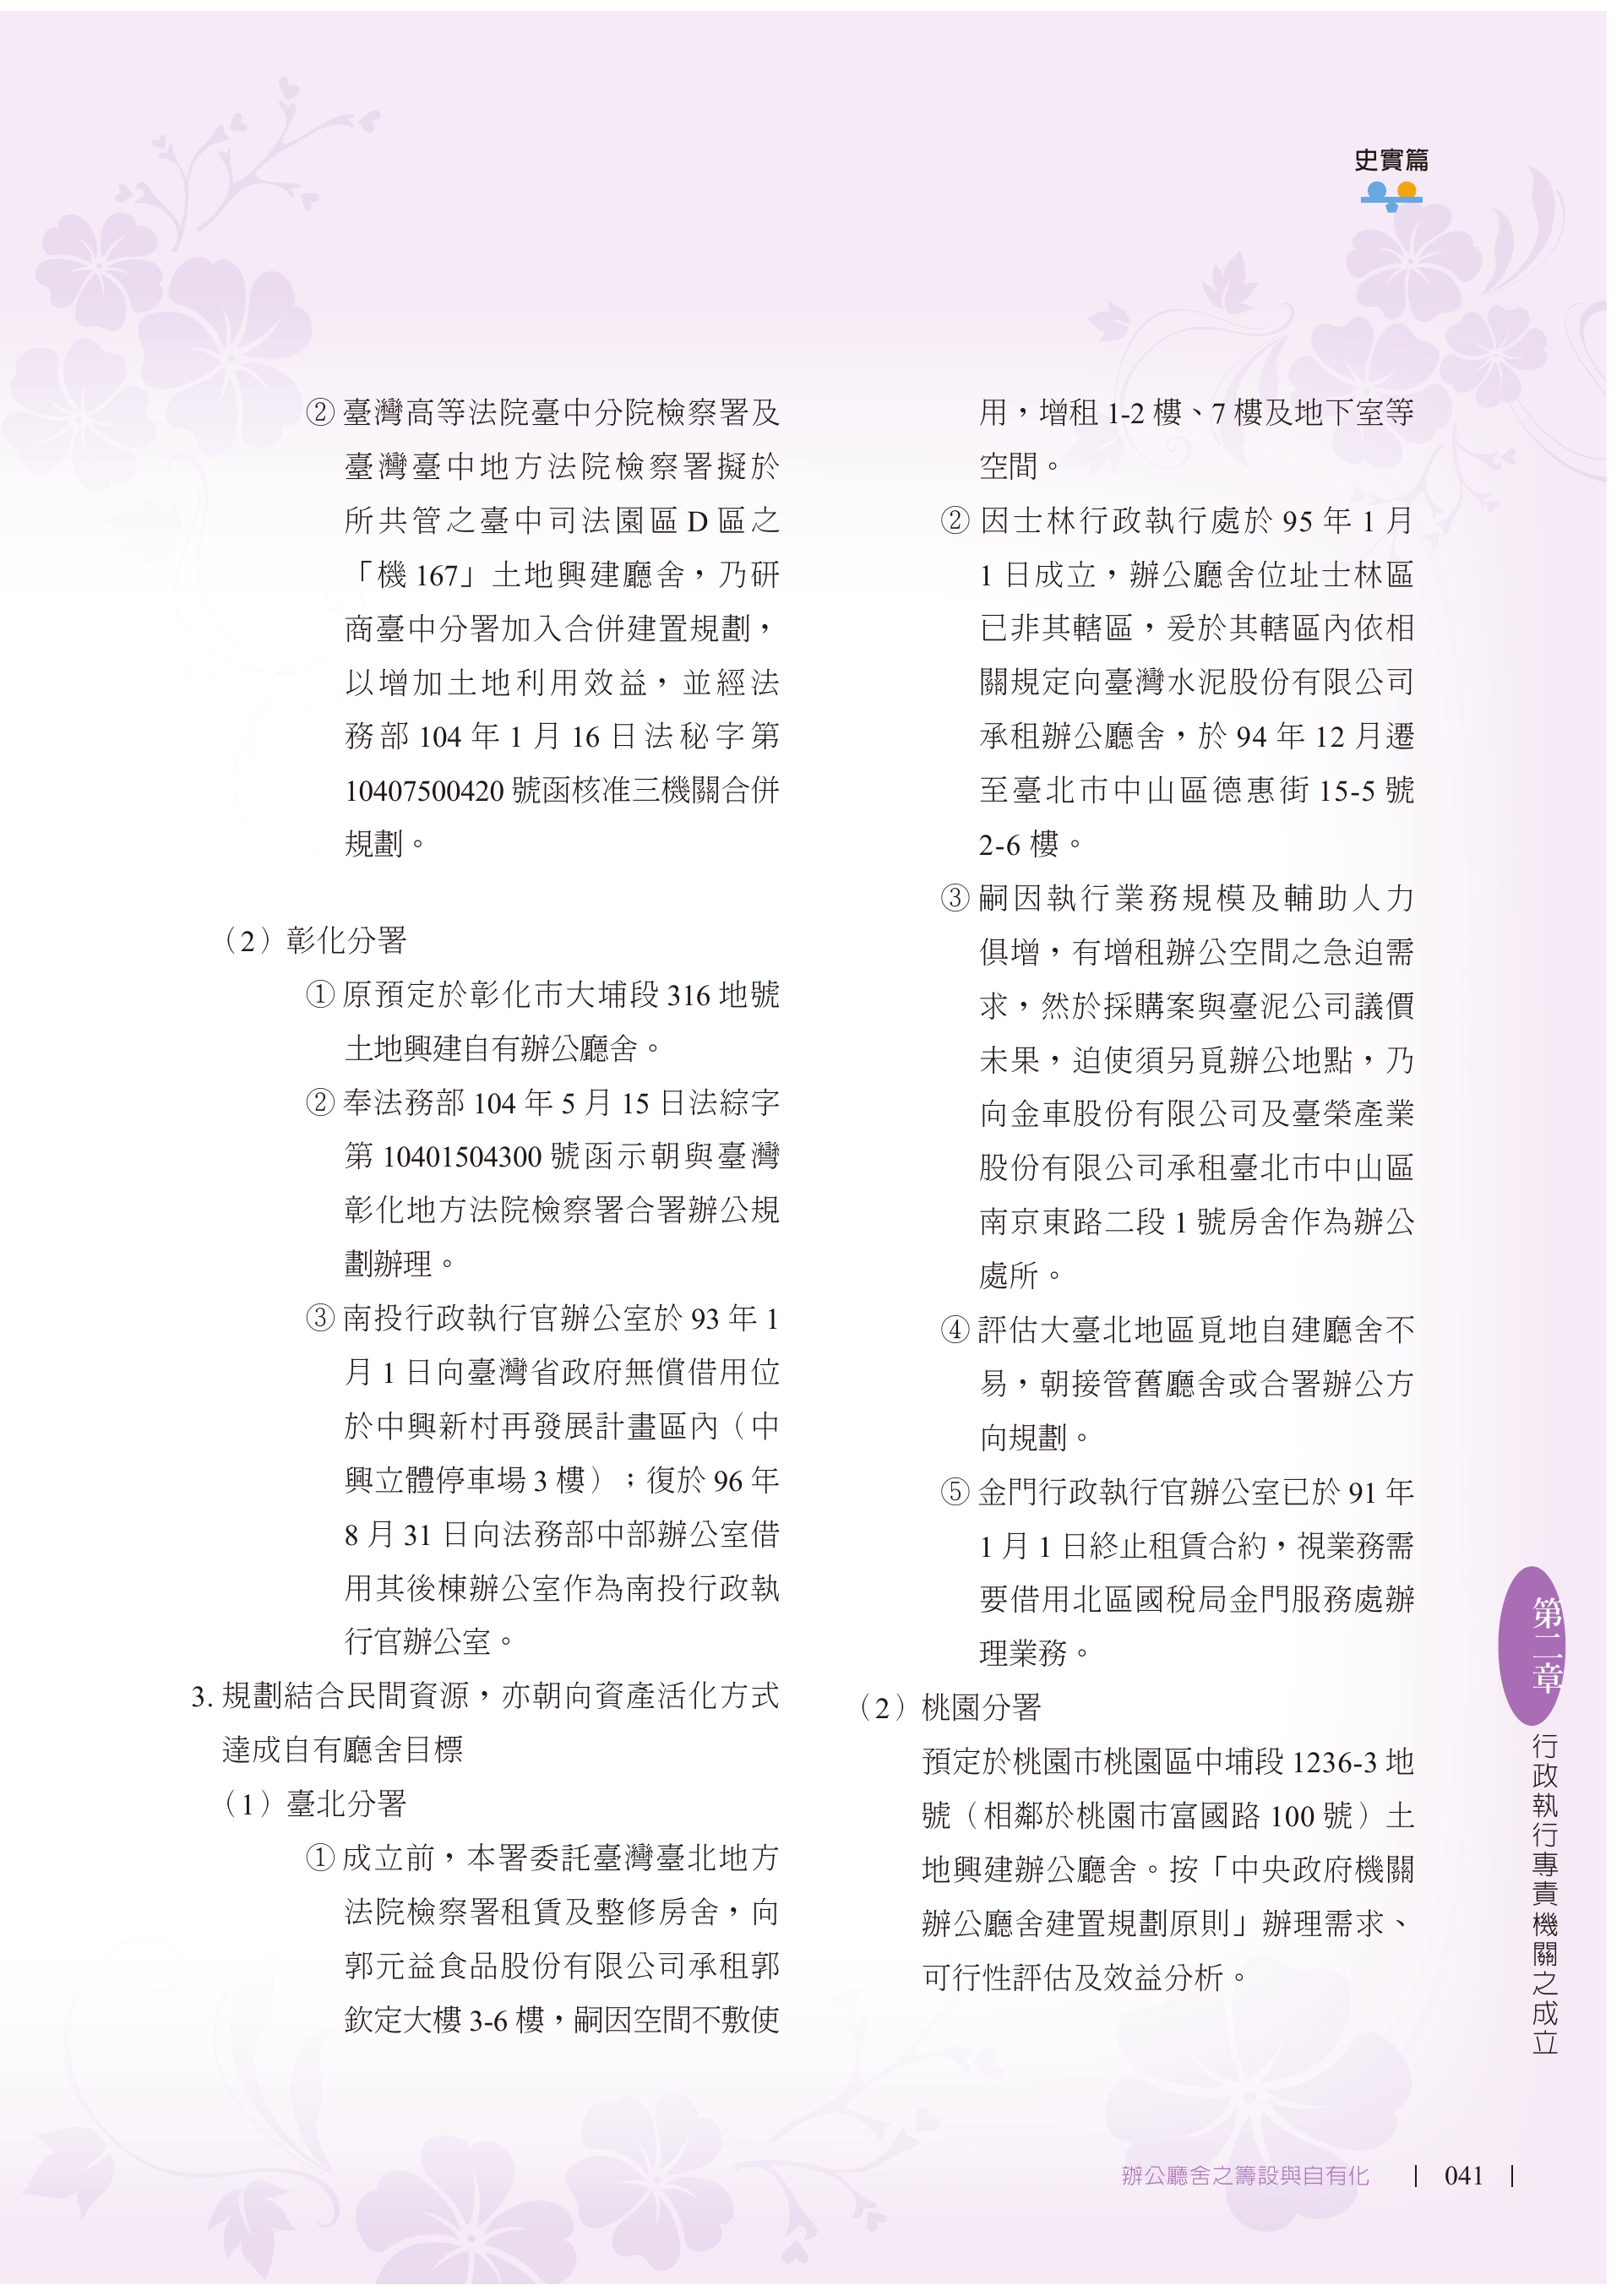 史實篇
② 臺灣高等法院臺中分院檢察署及
臺灣臺中地方法院檢察署擬於
所共管之臺中司法園區 D 區之
「機 167」土地興建廳舍，乃研
商臺中分署加入合併建置規劃，
以增加土地利用效益，並經法
務部 104 年 1 月 16 日法秘字第
10407500420 號函核准三機關合併
規劃。
（2）彰化分署
① 原預定於彰化市大埔段 316 地號
土地興建自有辦公廳舍。
② 奉法務部 104 年 5 月 15 日法綜字
第 10401504300 號函示朝與臺灣
彰化地方法院檢察署合署辦公規
劃辦理。
③ 南投行政執行官辦公室於 93 年 1
月 1 日向臺灣省政府無償借用位
於中興新村再發展計畫區內（中
興立體停車場 3 樓）；復於 96 年
8 月 31 日向法務部中部辦公室借
用其後棟辦公室作為南投行政執
行官辦公室。
3. 規劃結合民間資源，亦朝向資產活化方式
達成自有廳舍目標
（1）臺北分署
① 成立前，本署委託臺灣臺北地方
法院檢察署租賃及整修房舍，向
郭元益食品股份有限公司承租郭
欽定大樓 3-6 樓，嗣因空間不敷使
用，增租 1-2 樓、7 樓及地下室等
空間。
② 因士林行政執行處於 95 年 1 月
1 日成立，辦公廳舍位址士林區
已非其轄區，爰於其轄區內依相
關規定向臺灣水泥股份有限公司
承租辦公廳舍，於 94 年 12 月遷
至臺北市中山區德惠街 15-5 號
2-6 樓。
③ 嗣因執行業務規模及輔助人力
俱增，有增租辦公空間之急迫需
求，然於採購案與臺泥公司議價
未果，迫使須另覓辦公地點，乃
向金車股份有限公司及臺榮產業
股份有限公司承租臺北市中山區
南京東路二段 1 號房舍作為辦公
處所。
④ 評估大臺北地區覓地自建廳舍不
易，朝接管舊廳舍或合署辦公方
向規劃。
⑤ 金門行政執行官辦公室已於 91 年
1 月 1 日終止租賃合約，視業務需
要借用北區國稅局金門服務處辦
理業務。
（2）桃園分署
預定於桃園市桃園區中埔段 1236-3 地
號（相鄰於桃園市富國路 100 號）土
地興建辦公廳舍。按「中央政府機關
辦公廳舍建置規劃原則」辦理需求、
可行性評估及效益分析。
第二章
行政執行專責機關之成立
辦公廳舍之籌設與自有化 | 041 |